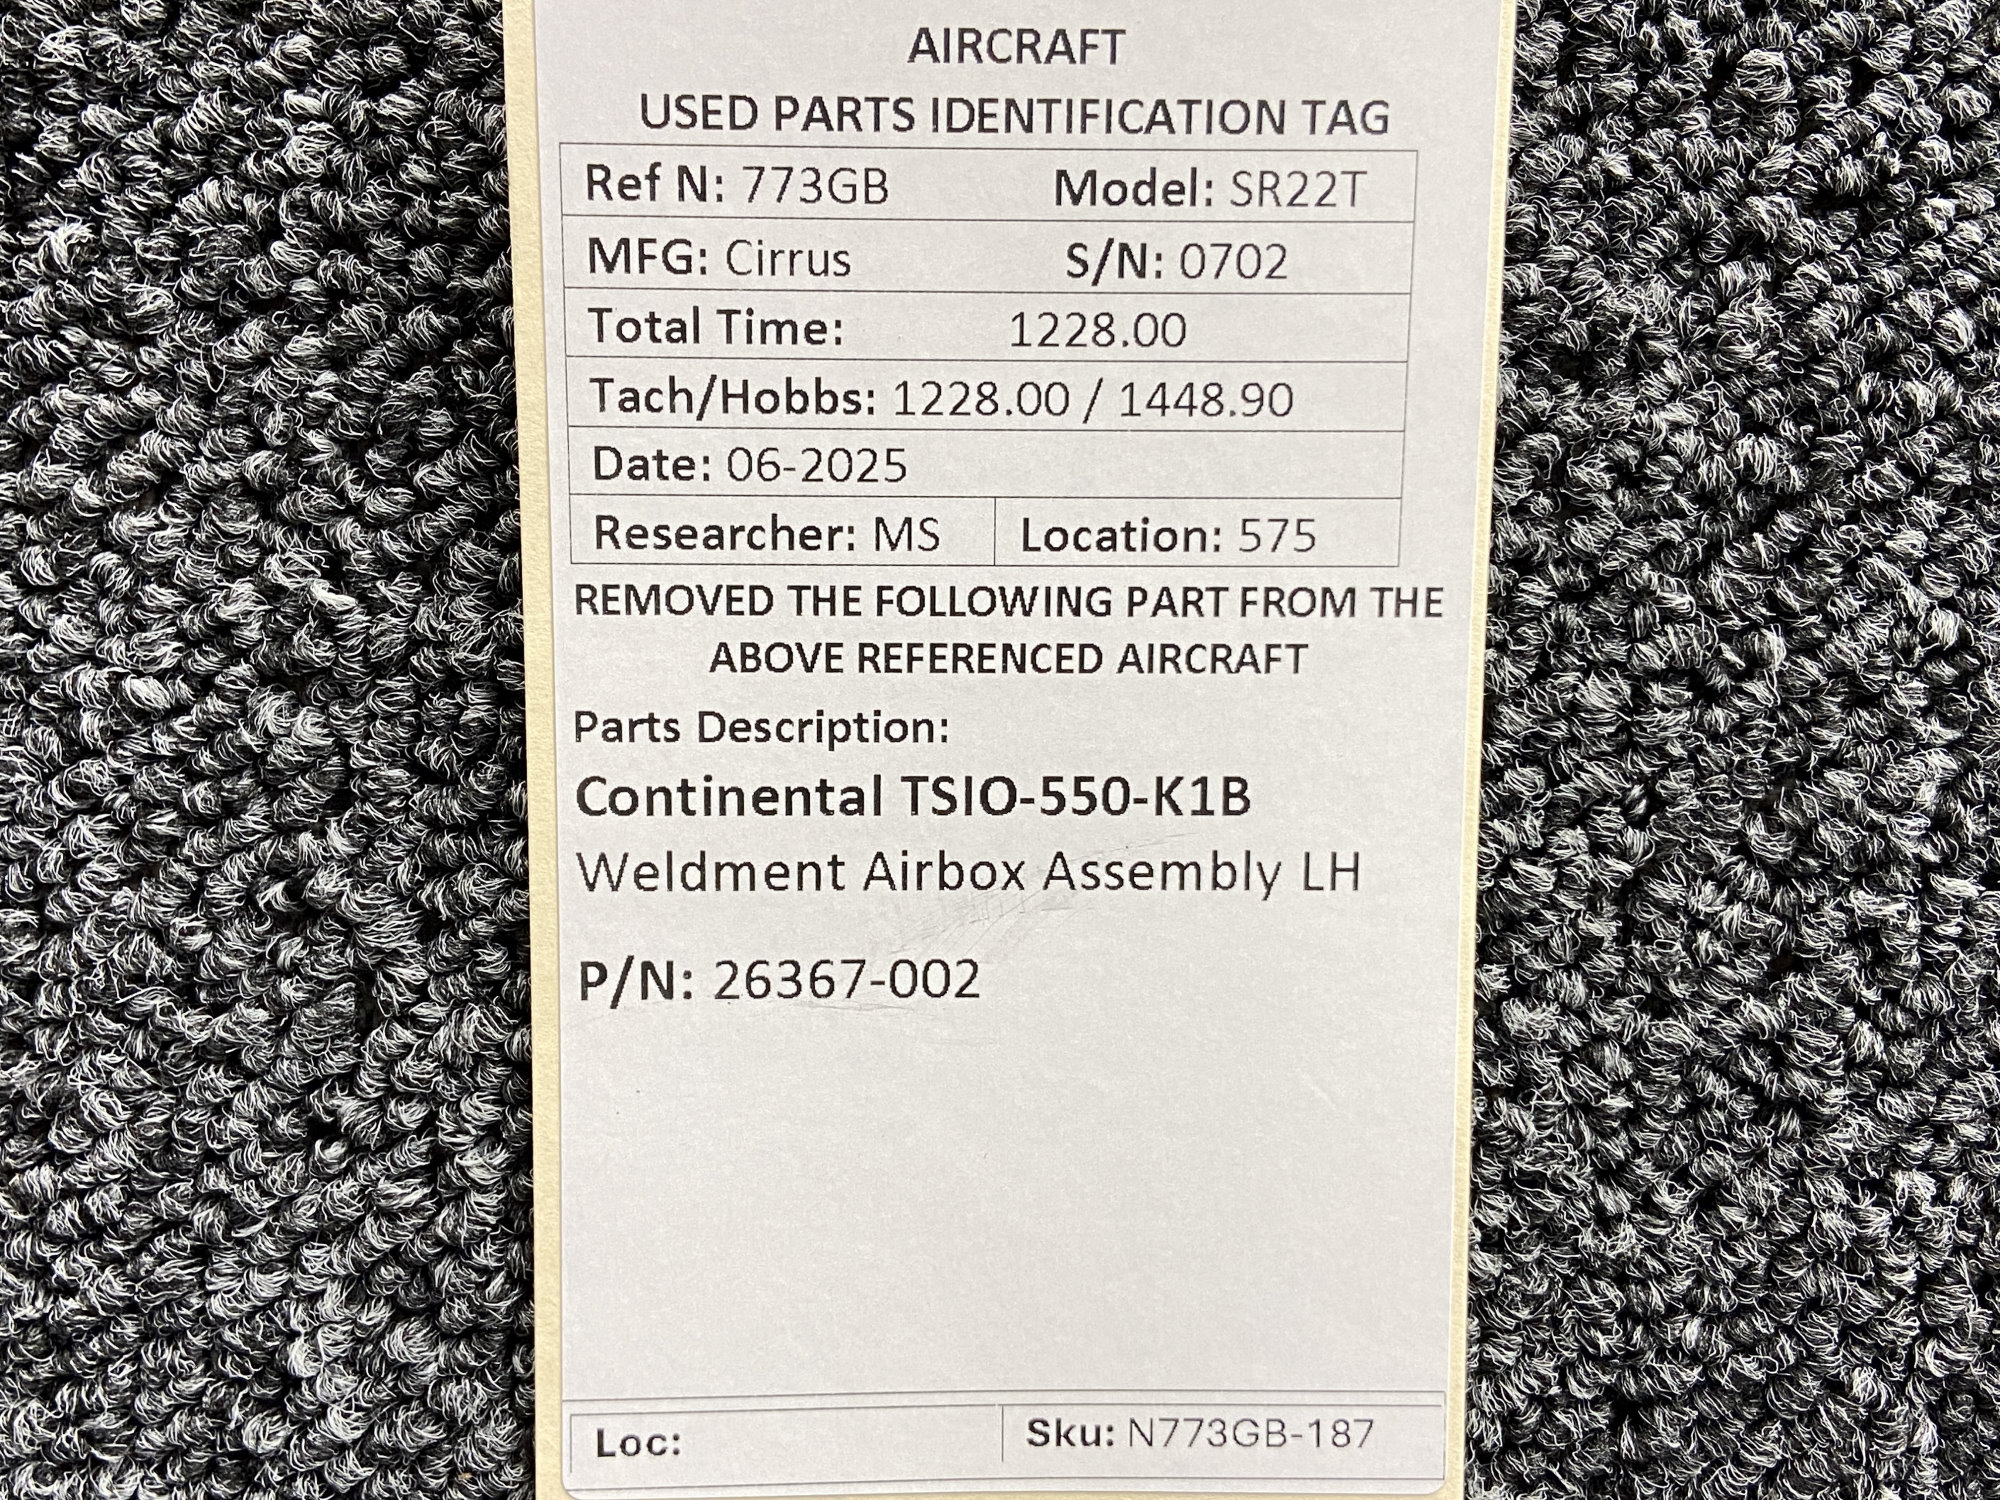 AIRCRAFT
USED PARTS IDENTIFICATION TAG
Ref N: 773GB Model: SR22T
MFG: Cirrus S/N: 0702
Total Time: 1228.00
Tach/Hobbs: 1228.00 / 1448.90
Date: 06-2025
Researcher: MS Location: 575
REMOVED THE FOLLOWING PART FROM THE
ABOVE REFERENCED AIRCRAFT
Parts Description:
Continental TSIO-550-K1B
Weldment Airbox Assembly LH
P/N: 26367-002
Loc: Sku: N773GB-187